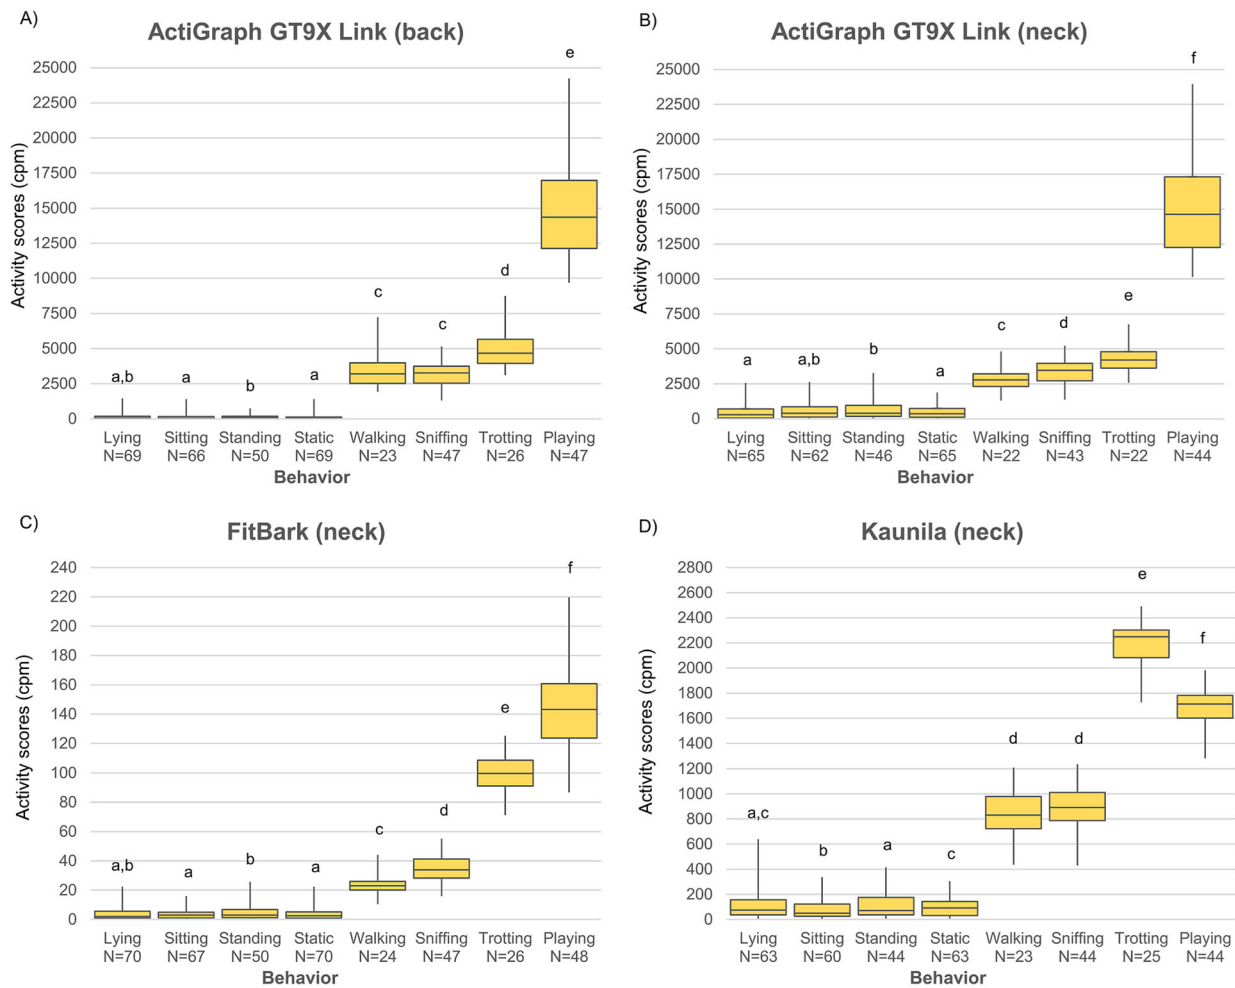 A)
ActiGraph GT9X Link (back)
Activity scores (cpm)
25000
22500
20000
17500
15000
12500
10000
7500
5000
2500
0
a,b
a
b
a
c
c
d
e
Lying Sitting Standing Static Walking Sniffing Trotting Playing
N=69 N=66 N=50 N=69 N=23 N=47 N=26 N=47
Behavior
B)
ActiGraph GT9X Link (neck)
Activity scores (cpm)
25000
22500
20000
17500
15000
12500
10000
7500
5000
2500
0
a
a,b
b
a
c
d
e
f
Lying Sitting Standing Static Walking Sniffing Trotting Playing
N=65 N=62 N=46 N=65 N=22 N=43 N=22 N=44
Behavior
C)
FitBark (neck)
Activity scores (cpm)
240
220
200
180
160
140
120
100
80
60
40
20
0
a,b
a
b
a
c
d
e
f
Lying Sitting Standing Static Walking Sniffing Trotting Playing
N=70 N=67 N=50 N=70 N=24 N=47 N=26 N=48
Behavior
D)
Kaunila (neck)
Activity scores (cpm)
2800
2600
2400
2200
2000
1800
1600
1400
1200
1000
800
600
400
200
0
a,c
b
a
c
d
d
e
f
Lying Sitting Standing Static Walking Sniffing Trotting Playing
N=63 N=60 N=44 N=63 N=23 N=44 N=25 N=44
Behavior